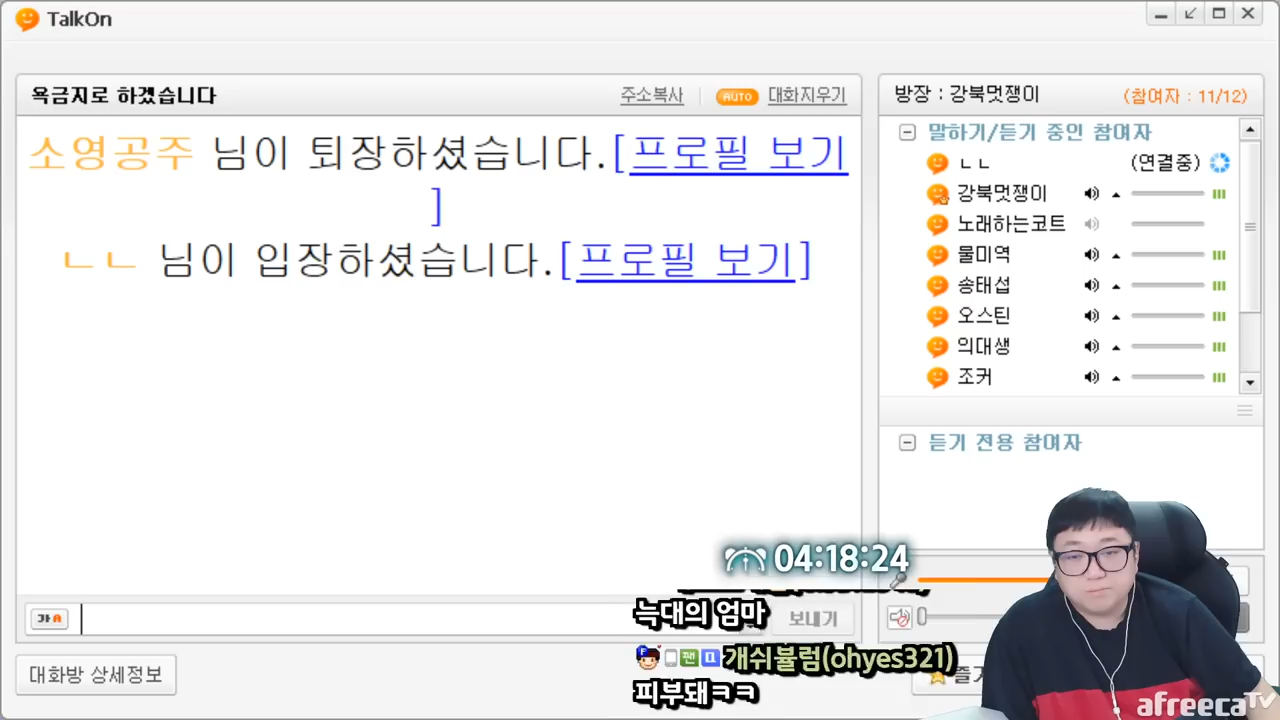 TalkOn
욕금지로 하겠습니다
주소복사
AUTO 대화지우기
소영공주 님이 퇴장하셨습니다.[프로필 보기
]
ㄴㄴ 님이 입장하셨습니다.[프로필 보기]
방장 : 강북멋쟁이
(참여자 : 11/12)
말하기/듣기 중인 참여자
ㄴㄴ (연결중)
강북멋쟁이
노래하는코트
물미역
송태섭
오스틴
의대생
조커
듣기 전용 참여자
04:18:24
늑대의 엄마
보내기
개쉬뷸럼(ohyes321)
피부돼ㅋㅋ
대화방 상세정보
afreecaTV